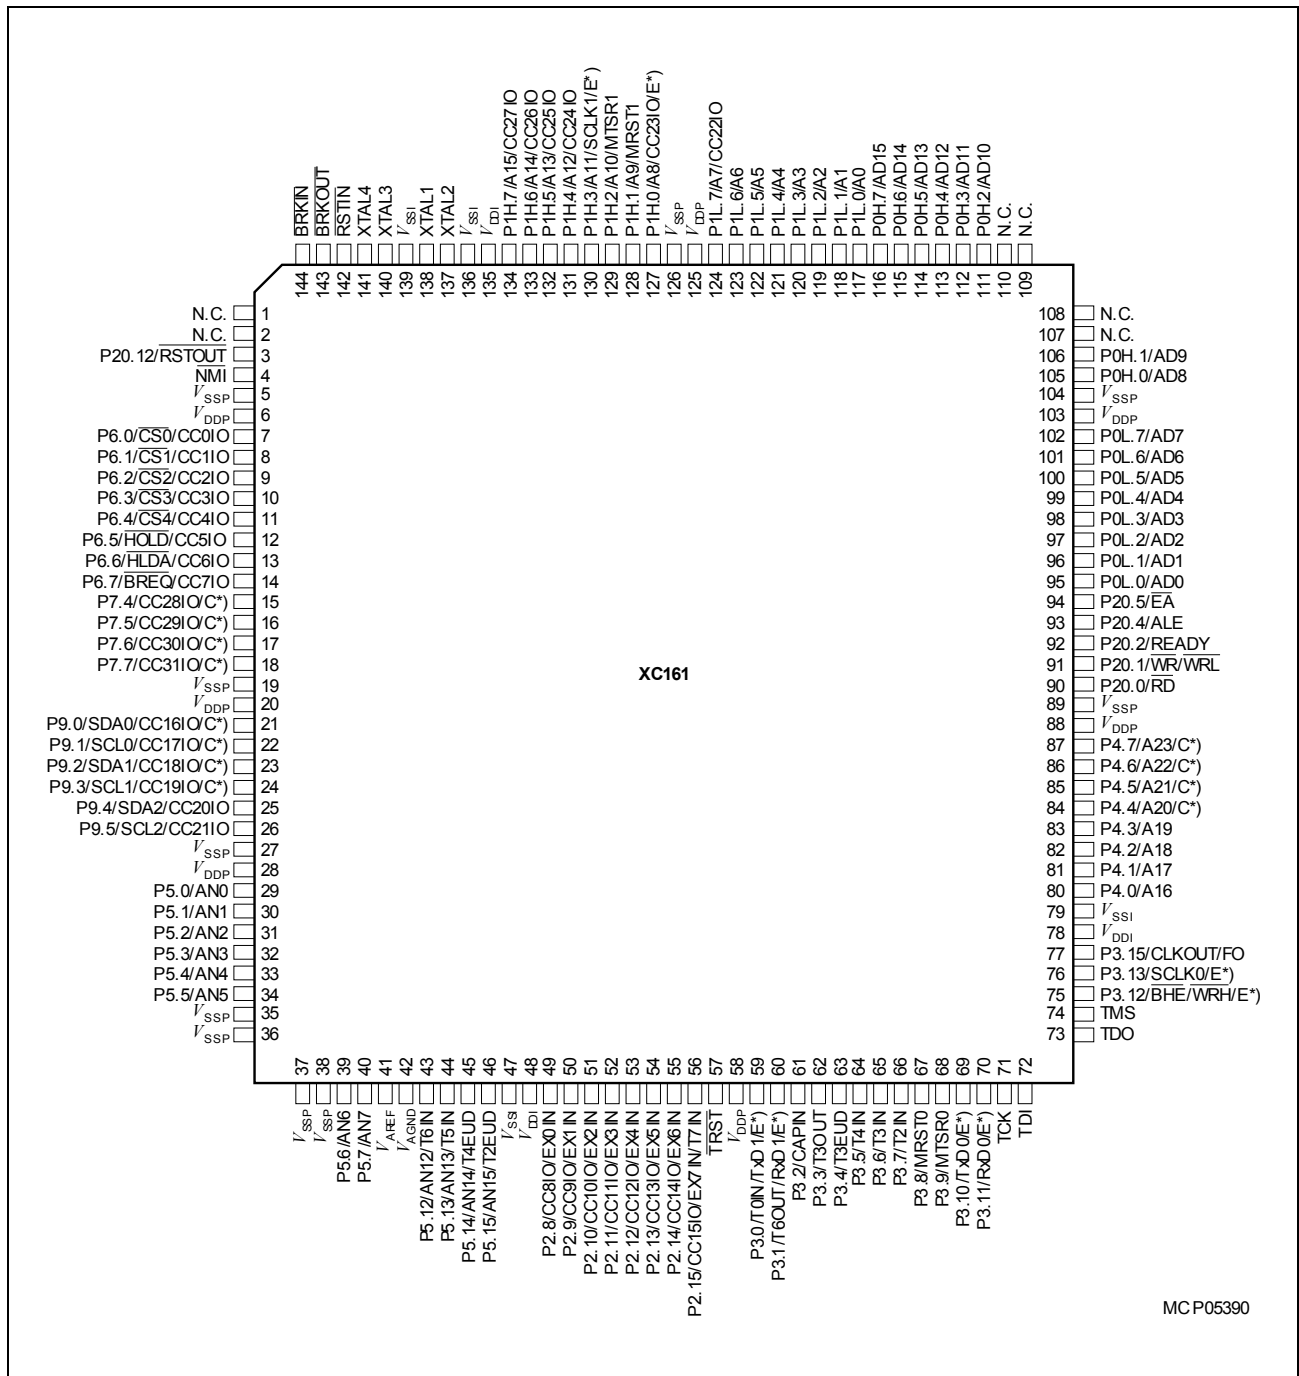 BRKIN
BRKOUT
RSTIN
XTAL4
XTAL3
VSSI
XTAL1
XTAL2
VSSI
VDDI
P1H.7/A15/CC27IO
P1H.6/A14/CC26IO
P1H.5/A13/CC25IO
P1H.4/A12/CC24IO
P1H.3/A11/SCLK1/E*)
P1H.2/A10/MTSR1
P1H.1/A9/MRST1
P1H.0/A8/CC23IO/E*)
VSSP
VDDP
P1L.7/A7/CC22IO
P1L.6/A6
P1L.5/A5
P1L.4/A4
P1L.3/A3
P1L.2/A2
P1L.1/A1
P1L.0/A0
P0H.7/AD15
P0H.6/AD14
P0H.5/AD13
P0H.4/AD12
P0H.3/AD11
P0H.2/AD10
N.C.
N.C.
144
143
142
141
140
139
138
137
136
135
134
133
132
131
130
129
128
127
126
125
124
123
122
121
120
119
118
117
116
115
114
113
112
111
110
109
N.C. 1
N.C. 2
P20.12/RSTOUT 3
NMI 4
VSSP 5
VDDP 6
P6.0/CS0/CC0IO 7
P6.1/CS1/CC1IO 8
P6.2/CS2/CC2IO 9
P6.3/CS3/CC3IO 10
P6.4/CS4/CC4IO 11
P6.5/HOLD/CC5IO 12
P6.6/HLDA/CC6IO 13
P6.7/BREQ/CC7IO 14
P7.4/CC28IO/C*) 15
P7.5/CC29IO/C*) 16
P7.6/CC30IO/C*) 17
P7.7/CC31IO/C*) 18
VSSP 19
VDDP 20
P9.0/SDA0/CC16IO/C*) 21
P9.1/SCL0/CC17IO/C*) 22
P9.2/SDA1/CC18IO/C*) 23
P9.3/SCL1/CC19IO/C*) 24
P9.4/SDA2/CC20IO 25
P9.5/SCL2/CC21IO 26
VSSP 27
VDDP 28
P5.0/AN0 29
P5.1/AN1 30
P5.2/AN2 31
P5.3/AN3 32
P5.4/AN4 33
P5.5/AN5 34
VSSP 35
VSSP 36
XC161
108 N.C.
107 N.C.
106 P0H.1/AD9
105 P0H.0/AD8
104 VSSP
103 VDDP
102 P0L.7/AD7
101 P0L.6/AD6
100 P0L.5/AD5
99 P0L.4/AD4
98 P0L.3/AD3
97 P0L.2/AD2
96 P0L.1/AD1
95 P0L.0/AD0
94 P20.5/EA
93 P20.4/ALE
92 P20.2/READY
91 P20.1/WR/WRL
90 P20.0/RD
89 VSSP
88 VDDP
87 P4.7/A23/C*)
86 P4.6/A22/C*)
85 P4.5/A21/C*)
84 P4.4/A20/C*)
83 P4.3/A19
82 P4.2/A18
81 P4.1/A17
80 P4.0/A16
79 VSSI
78 VDDI
77 P3.15/CLKOUT/FO
76 P3.13/SCLK0/E*)
75 P3.12/BHE/WRH/E*)
74 TMS
73 TDO
37
38
39
40
41
42
43
44
45
46
47
48
49
50
51
52
53
54
55
56
57
58
59
60
61
62
63
64
65
66
67
68
69
70
71
72
VSSP
VSSP
P5.6/AN6
P5.7/AN7
VAREF
VAGND
P5.12/AN12/T6IN
P5.13/AN13/T5IN
P5.14/AN14/T4EUD
P5.15/AN15/T2EUD
VSSI
VDDI
P2.8/CC8IO/EX0IN
P2.9/CC9IO/EX1IN
P2.10/CC10IO/EX2IN
P2.11/CC11IO/EX3IN
P2.12/CC12IO/EX4IN
P2.13/CC13IO/EX5IN
P2.14/CC14IO/EX6IN
P2.15/CC15IO/EX7IN/T7IN
TRST
VDDP
P3.0/T0IN/TxD1/E*)
P3.1/T6OUT/RxD1/E*)
P3.2/CAPIN
P3.3/T3OUT
P3.4/T3EUD
P3.5/T4IN
P3.6/T3IN
P3.7/T2IN
P3.8/MRST0
P3.9/MTSR0
P3.10/TxD0/E*)
P3.11/RxD0/E*)
TCK
TDI
MCP05390